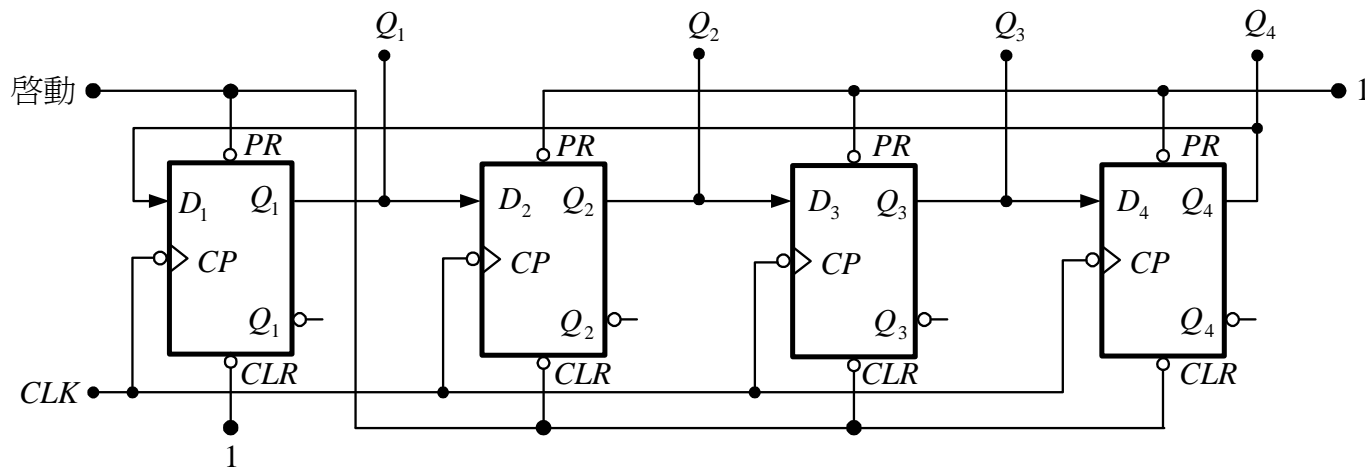 Q₁ Q₂ Q₃ Q₄
啓動 1
PR PR PR PR
D₁ Q₁ D₂ Q₂ D₃ Q₃ D₄ Q₄
CP CP CP CP
Q₁ Q₂ Q₃ Q₄
CLR CLR CLR CLR
CLK
1